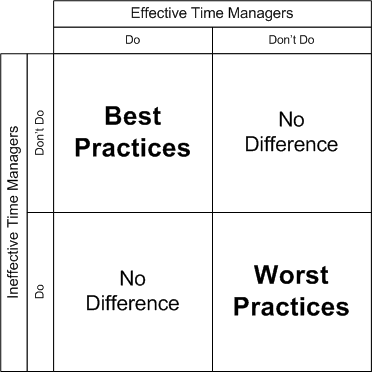 Effective Time Managers
Do
Don't Do
Ineffective Time Managers
Don't Do
Best
Practices
No
Difference
Do
No
Difference
Worst
Practices